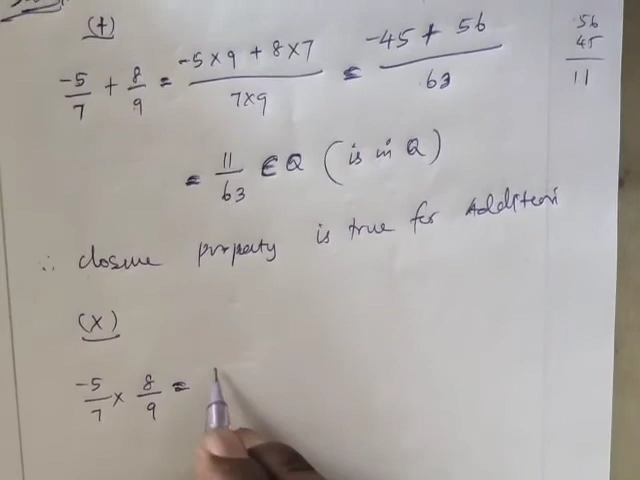 (+)
-5/7 + 8/9 = (-5×9 + 8×7)/(7×9) = (-45 + 56)/63
56
45
11
= 11/63 ∈ Q (is in Q)
∴ closure property is true for Addition
(×)
-5/7 × 8/9 =